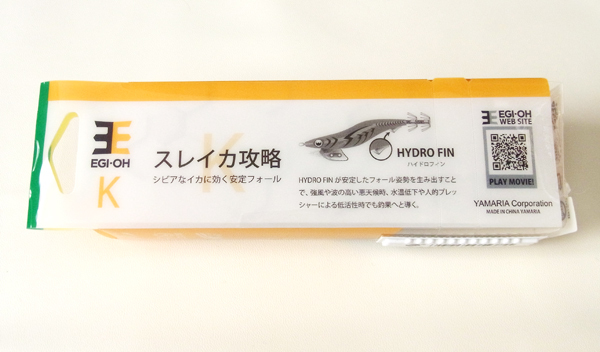 EGI-OH
K
K
スレイカ攻略
シビアなイカに効く安定フォール
HYDRO FIN
ハイドロフィン
HYDRO FIN が安定したフォール姿勢を生み出すこと
で、強風や波の高い悪天候時、水温低下や人的プレッ
シャーによる低活性時でも釣果へと導く。
EGI-OH
WEB SITE
PLAY MOVIE!
YAMARIA Corporation
MADE IN CHINA YAMARIA